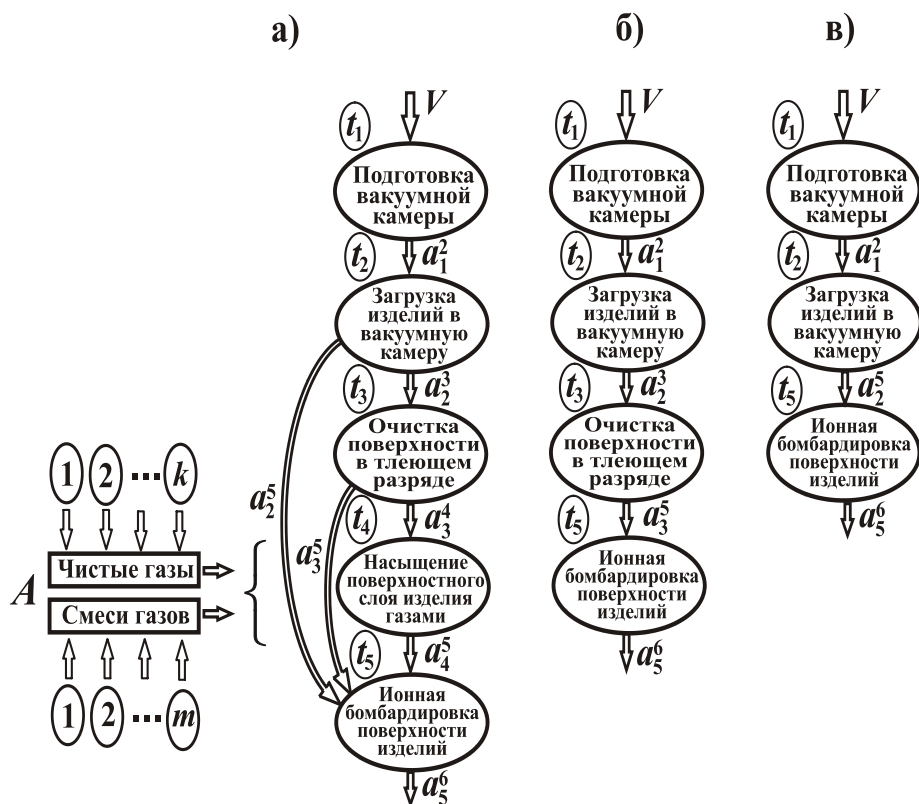 а)
б)
в)
V
t₁
Подготовка
вакуумной
камеры
a₁²
t₂
Загрузка
изделий в
вакуумную
камеру
a₂³
t₃
Очистка
поверхности
в тлеющем
разряде
a₂⁵
a₃⁵
t₄
a₃⁴
Насыщение
поверхностного
слоя изделия
газами
t₅
a₄⁵
Ионная
бомбардировка
поверхности
изделий
a₅⁶
1
2
k
A
Чистые газы
Смеси газов
1
2
m
V
t₁
Подготовка
вакуумной
камеры
a₁²
t₂
Загрузка
изделий в
вакуумную
камеру
a₂³
t₃
Очистка
поверхности
в тлеющем
разряде
a₃⁵
t₅
Ионная
бомбардировка
поверхности
изделий
a₅⁶
V
t₁
Подготовка
вакуумной
камеры
a₁²
t₂
Загрузка
изделий в
вакуумную
камеру
a₂⁵
t₅
Ионная
бомбардировка
поверхности
изделий
a₅⁶